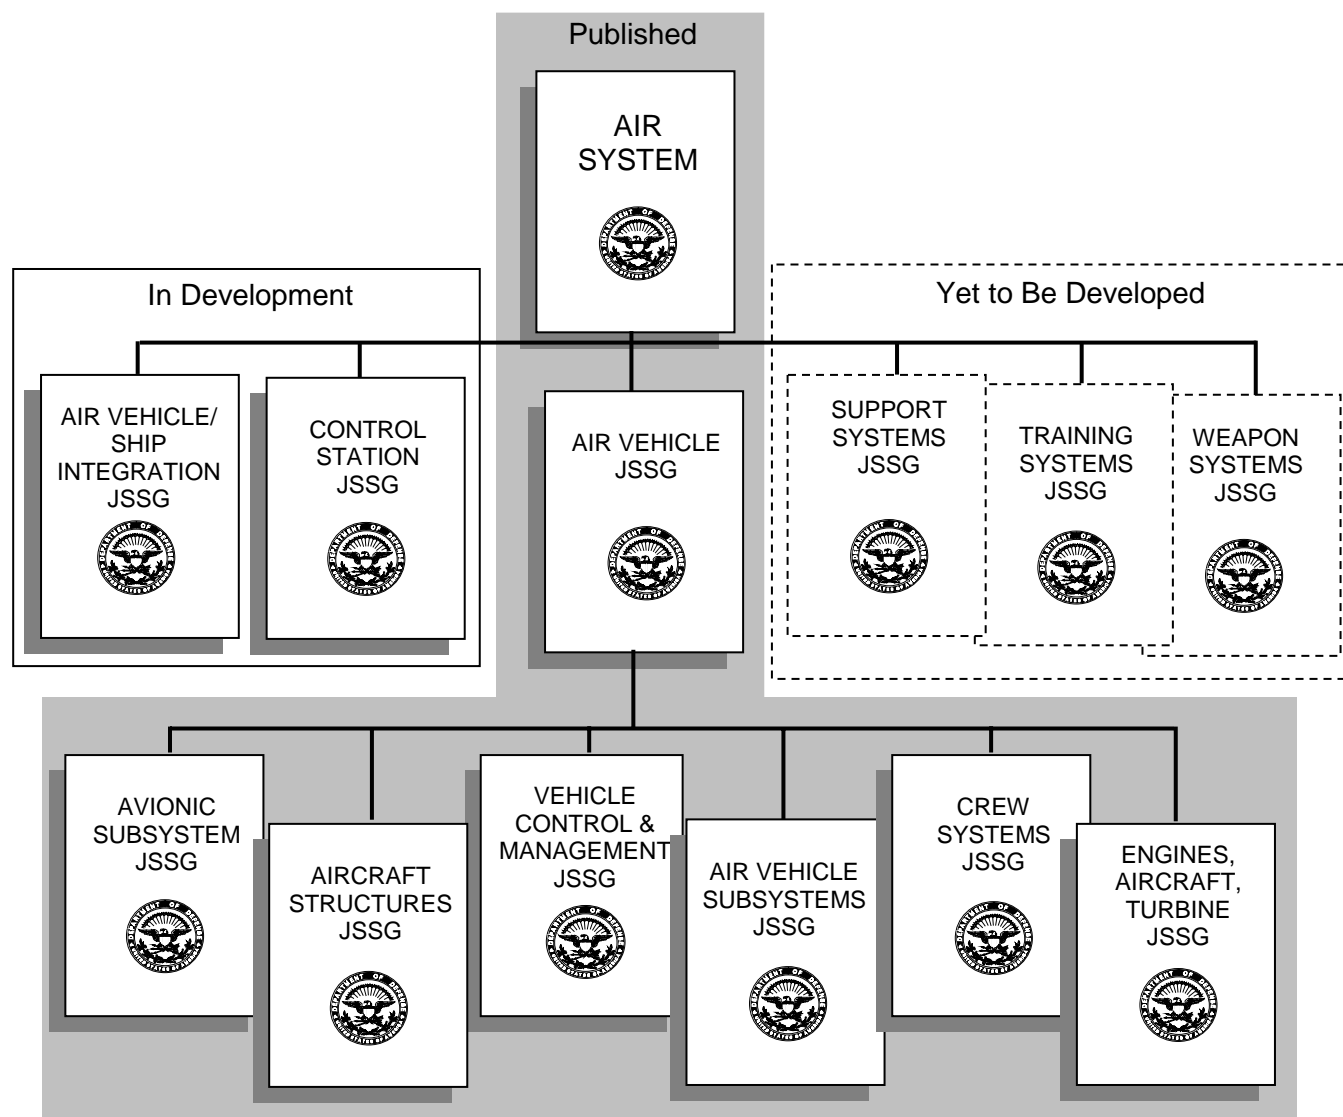 Published
AIR
SYSTEM
In Development
Yet to Be Developed
AIR VEHICLE/
SHIP
INTEGRATION
JSSG
CONTROL
STATION
JSSG
AIR VEHICLE
JSSG
SUPPORT
SYSTEMS
JSSG
TRAINING
SYSTEMS
JSSG
WEAPON
SYSTEMS
JSSG
AVIONIC
SUBSYSTEM
JSSG
AIRCRAFT
STRUCTURES
JSSG
VEHICLE
CONTROL &
MANAGEMENT
JSSG
AIR VEHICLE
SUBSYSTEMS
JSSG
CREW
SYSTEMS
JSSG
ENGINES,
AIRCRAFT,
TURBINE
JSSG